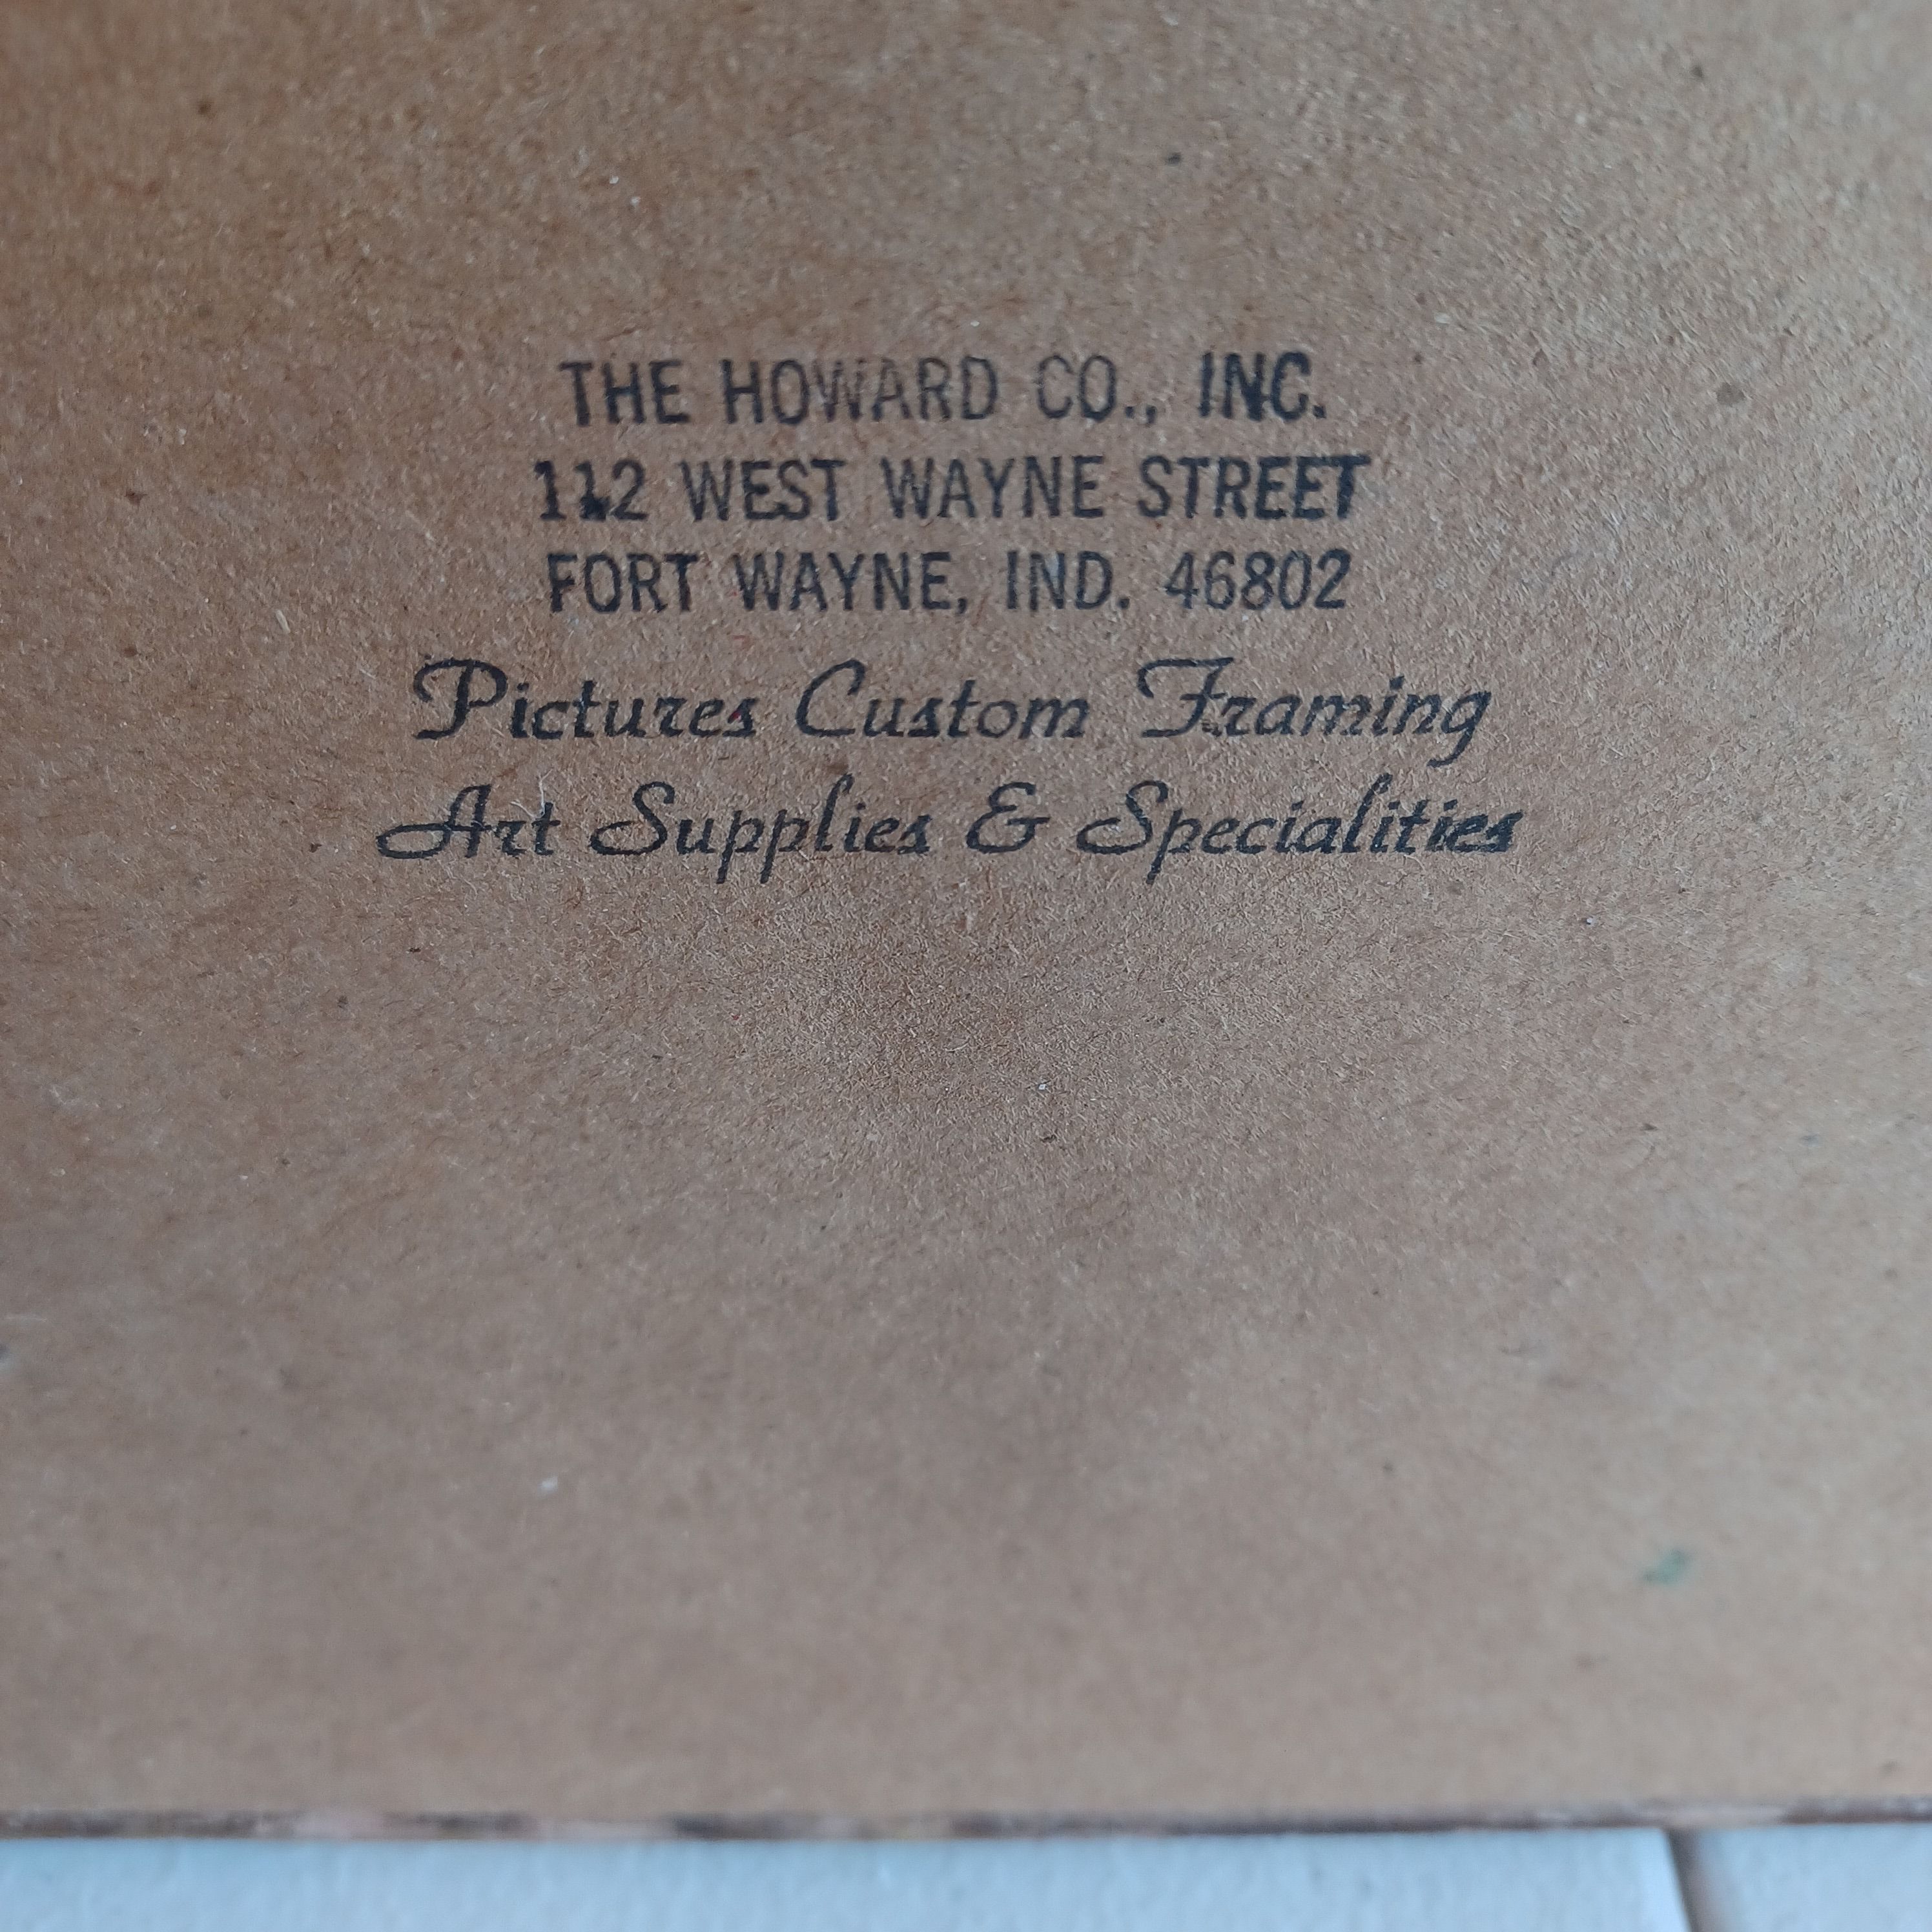 THE HOWARD CO., INC.
112 WEST WAYNE STREET
FORT WAYNE, IND. 46802
Pictures Custom Framing
Art Supplies & Specialities